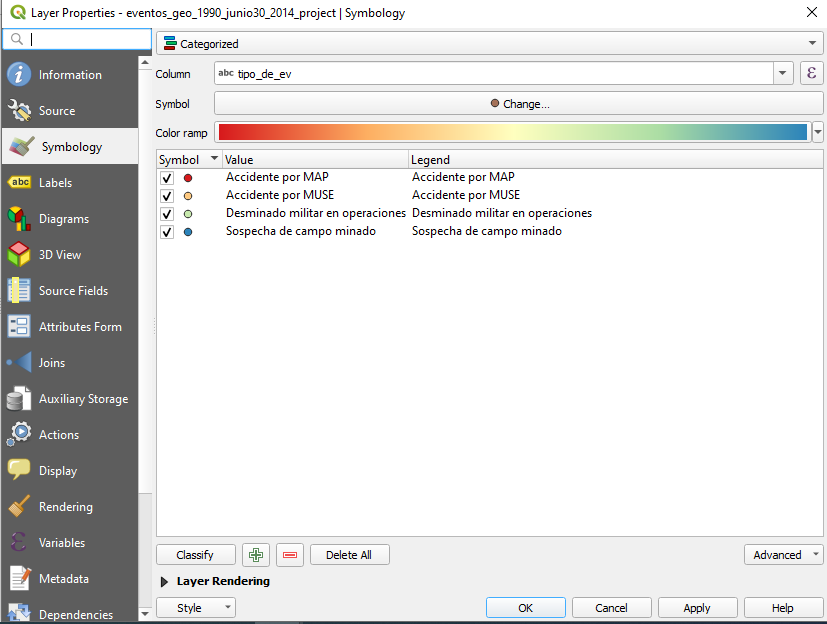 Layer Properties - eventos_geo_1990_junio30_2014_project | Symbology
Information
Source
Symbology
abc Labels
Diagrams
3D View
Source Fields
Attributes Form
Joins
Auxiliary Storage
Actions
Display
Rendering
Variables
Metadata
Dependencies
Categorized
Column abc tipo_de_ev ε
Symbol Change...
Color ramp
Symbol Value Legend
Accidente por MAP Accidente por MAP
Accidente por MUSE Accidente por MUSE
Desminado militar en operaciones Desminado militar en operaciones
Sospecha de campo minado Sospecha de campo minado
Classify Delete All Advanced
Layer Rendering
Style OK Cancel Apply Help